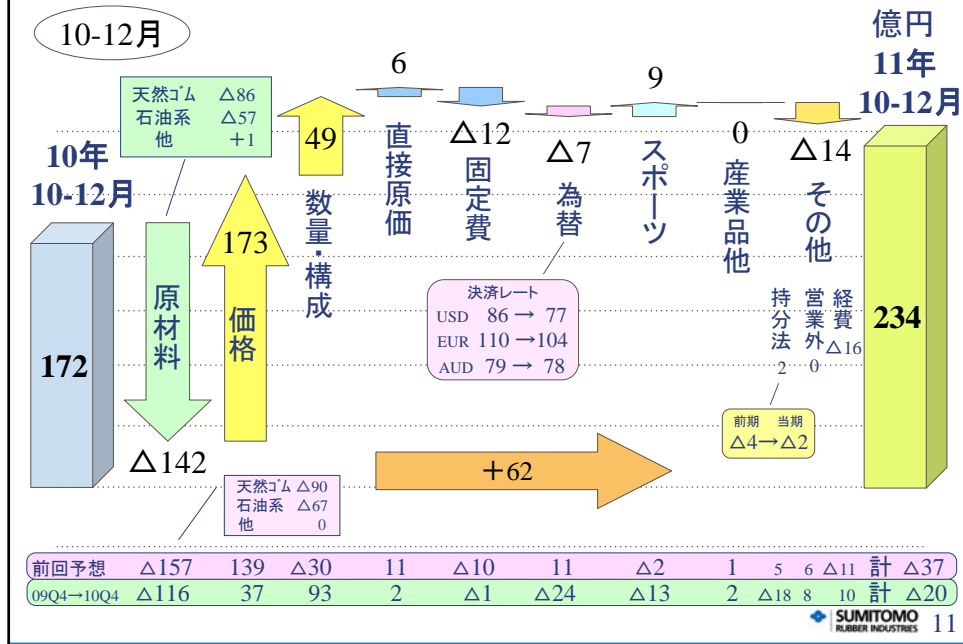 10-12月
億円
11年
10-12月
天然ｺﾞﾑ △86
石油系 △57
他 +1
10年
10-12月
172
原材料
△142
天然ｺﾞﾑ △90
石油系 △67
他 0
173
価格
49
数量・構成
6
直接原価
△12
固定費
△7
為替
決済レート
USD 86 → 77
EUR 110 →104
AUD 79 → 78
9
スポーツ
0
産業品他
△14
その他
持分法 2
営業外 0
経費 △16
前期 当期
△4→△2
+62
234
前回予想 △157 139 △30 11 △10 11 △2 1 5 6 △11 計 △37
09Q4→10Q4 △116 37 93 2 △1 △24 △13 2 △18 8 10 計 △20
SUMITOMO
RUBBER INDUSTRIES
11